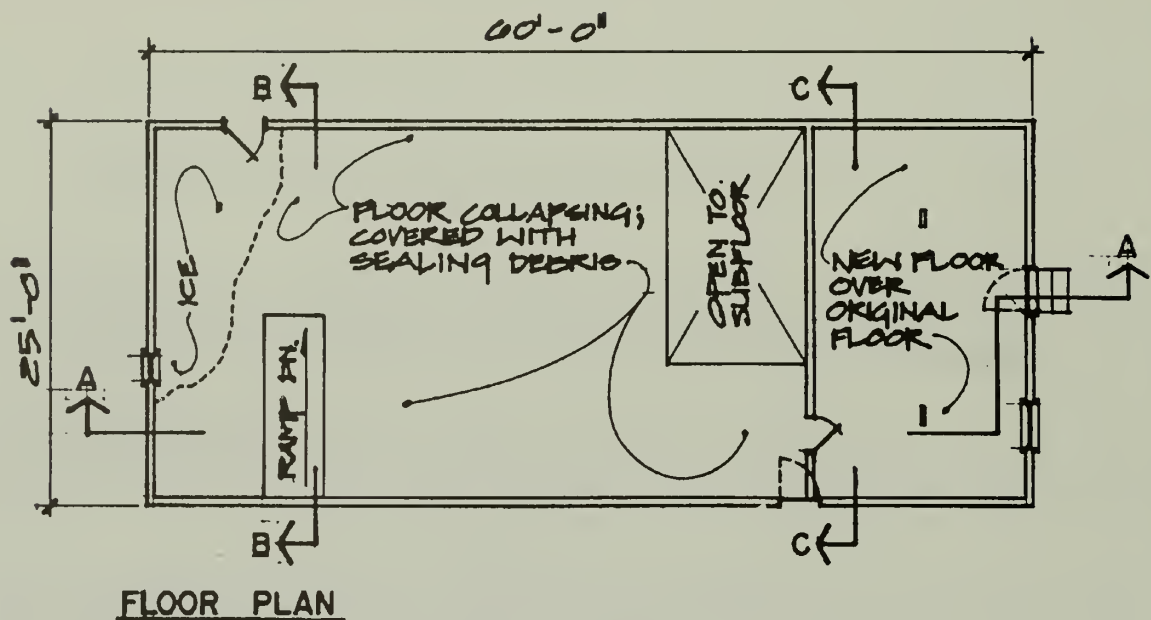 60'-0"
B
C
FLOOR COLLAPSING;
COVERED WITH
SEALING DEBRIS
OPEN TO
SUBFLOOR
ICE
A
NEW FLOOR
OVER
ORIGINAL
FLOOR
25'-0"
A
RAMP DN.
B
C
FLOOR PLAN